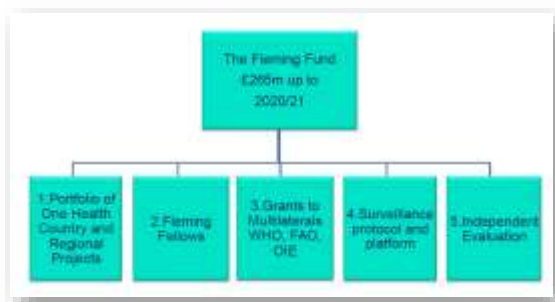 The Fleming Fund
£265m up to
2020/21
1.Portfolio of
One Health
Country and
Regional
Projects
2.Fleming
Fellows
3.Grants to
Multilaterals
WHO, FAO,
OIE
4.Surveillance
protocol and
platform
5.Independent
Evaluation